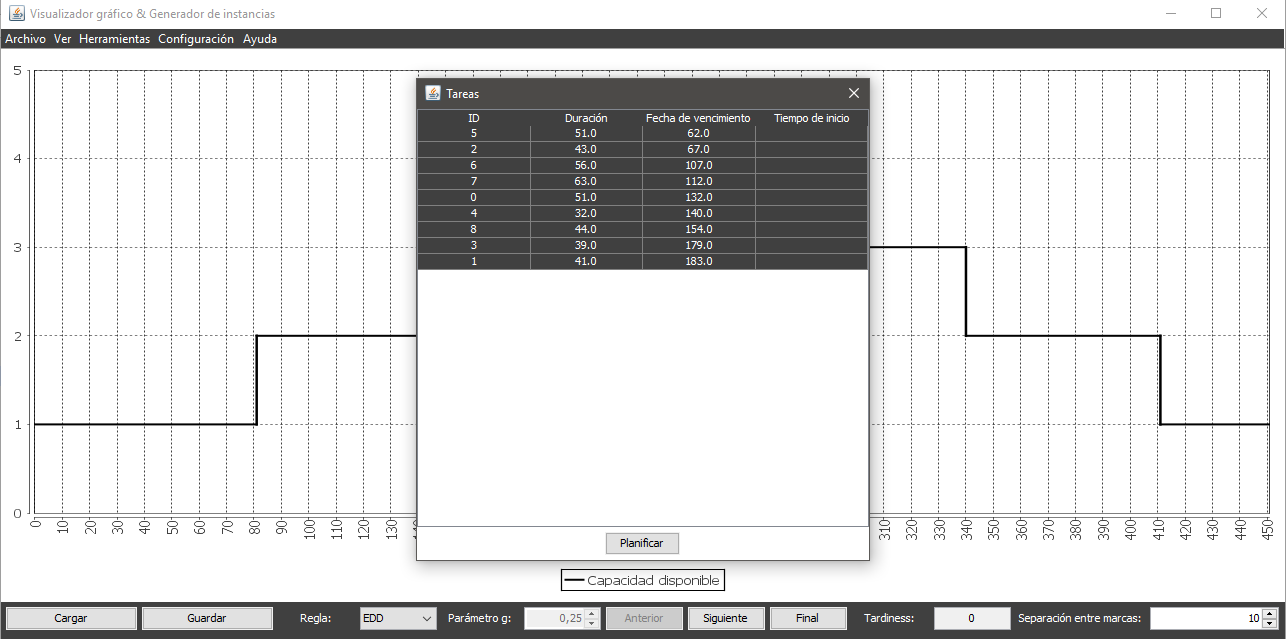 Visualizador gráfico & Generador de instancias
Archivo Ver Herramientas Configuración Ayuda
5
4
3
2
1
0
Tareas
ID Duración Fecha de vencimiento Tiempo de inicio
5 51.0 62.0
2 43.0 67.0
6 56.0 107.0
7 63.0 112.0
0 51.0 132.0
4 32.0 140.0
8 44.0 154.0
3 39.0 179.0
1 41.0 183.0
Planificar
0 10 20 30 40 50 60 70 80 90 100 110 120 130 310 320 330 340 350 360 370 380 390 400 410 420 430 440 450
Capacidad disponible
Cargar Guardar Regla: EDD Parámetro g: 0,25 Anterior Siguiente Final Tardiness: 0 Separación entre marcas: 10